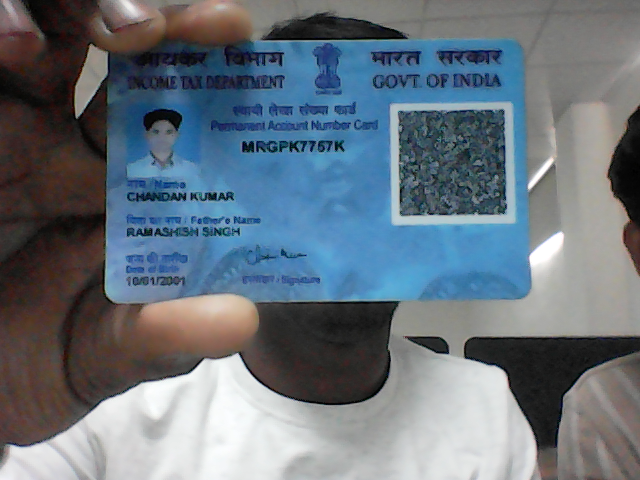 आयकर विभाग
INCOME TAX DEPARTMENT
भारत सरकार
GOVT. OF INDIA
स्थायी लेखा संख्या कार्ड
Permanent Account Number Card
MRGPK7757K
नाम / Name
CHANDAN KUMAR
पिता का नाम / Father's Name
RAMASHISH SINGH
जन्म की तारीख
Date of Birth
10/01/2001
हस्ताक्षर / Signature